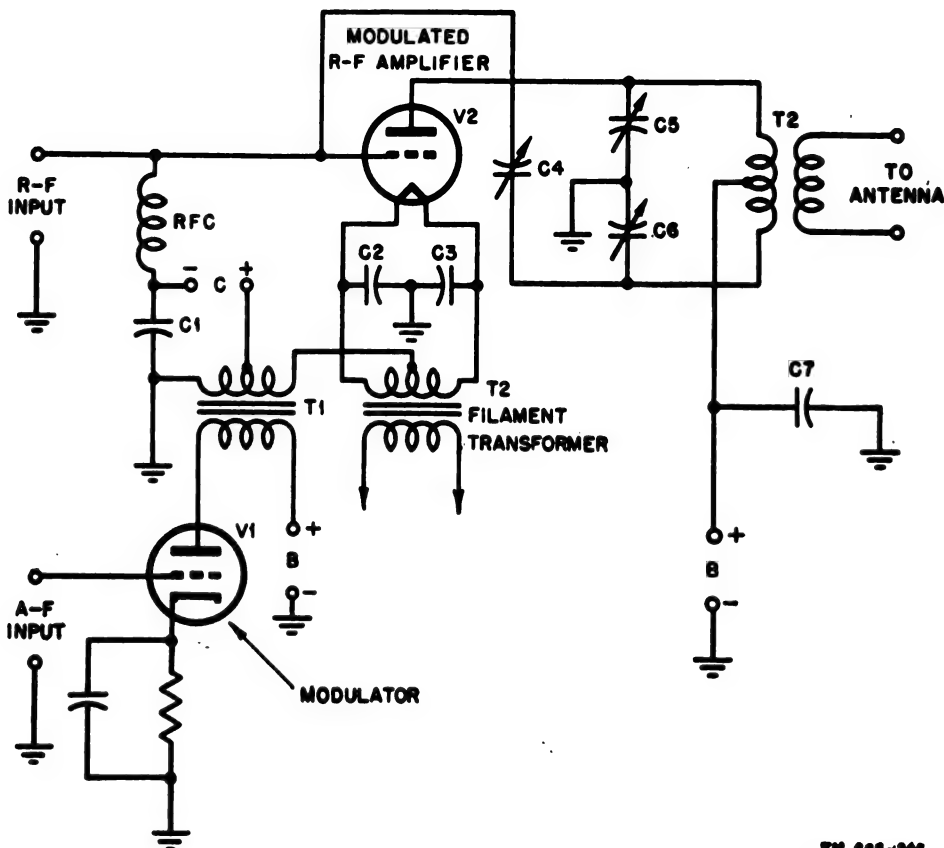 MODULATED
R-F AMPLIFIER
V2
C5
T2
C4
R-F
INPUT
TO
ANTENNA
RFC
C6
C2
C3
- C +
C1
T1
T2
FILAMENT
TRANSFORMER
C7
V1
+
B
-
+
B
-
A-F
INPUT
MODULATOR